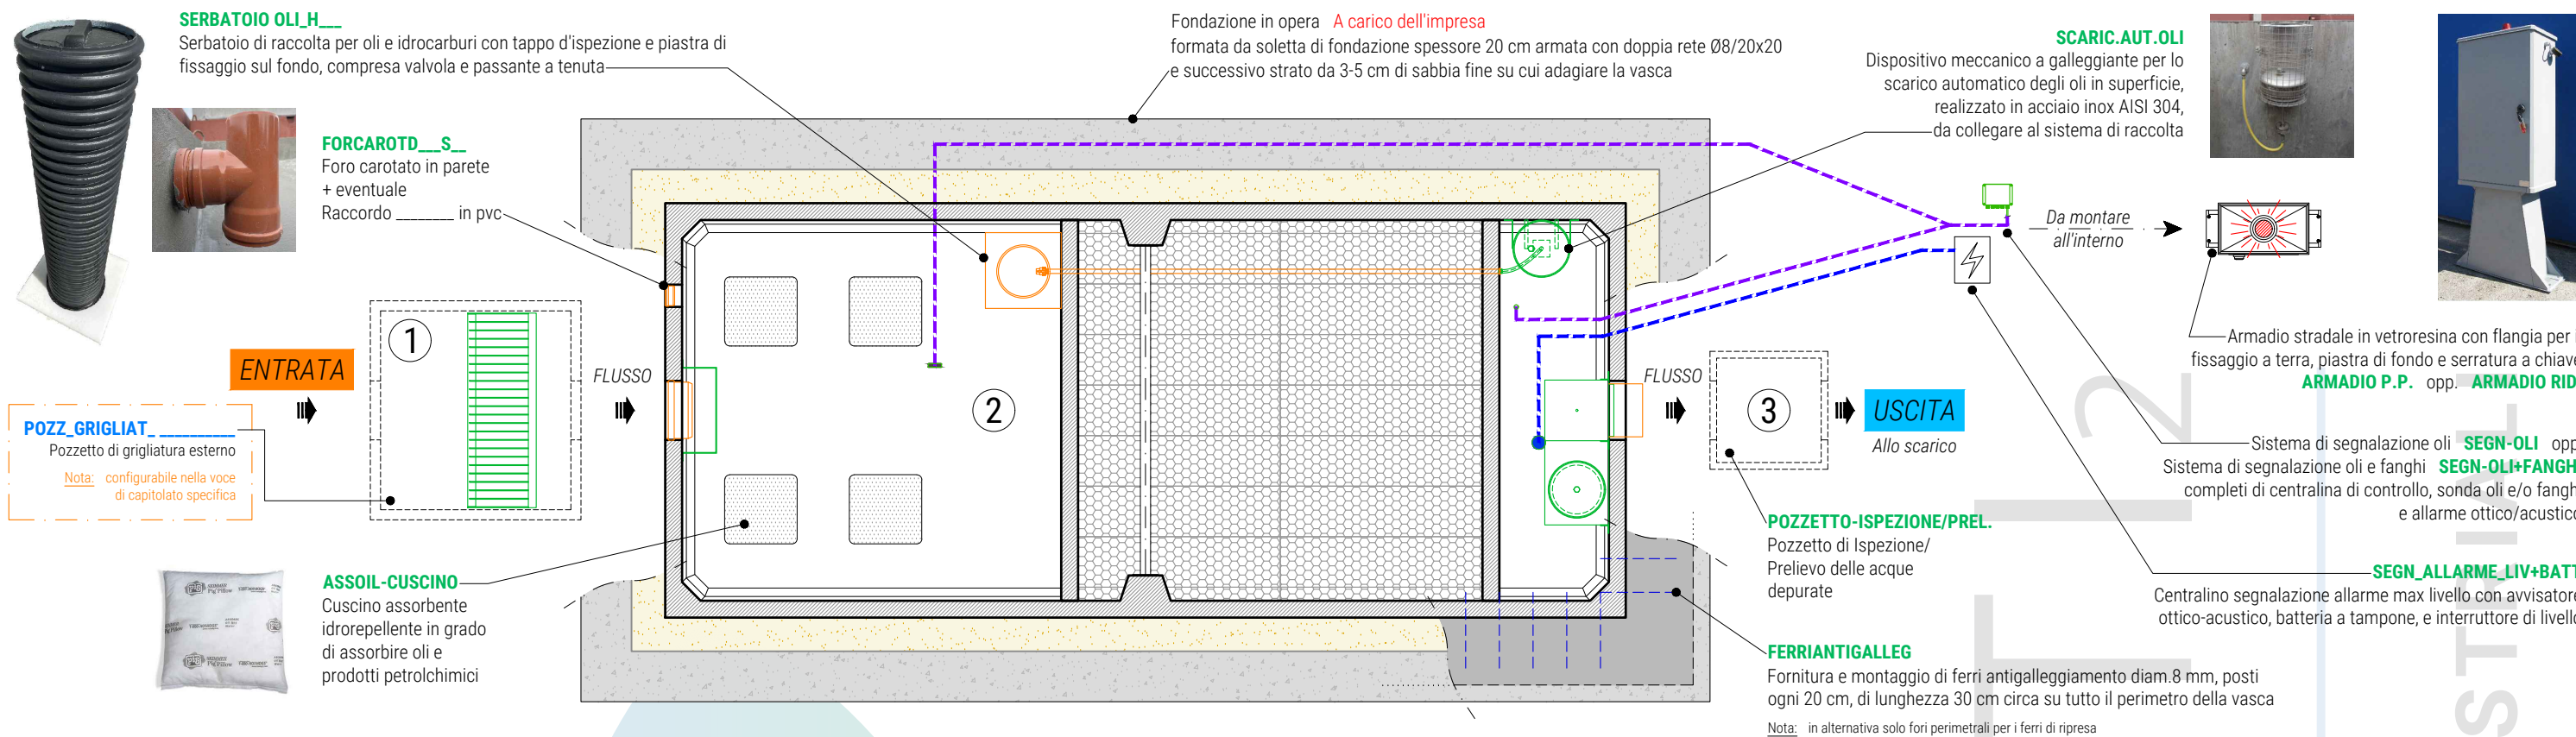 SERBATOIO OLI_H___
Serbatoio di raccolta per oli e idrocarburi con tappo d'ispezione e piastra di
fissaggio sul fondo, compresa valvola e passante a tenuta
Fondazione in opera A carico dell'impresa
formata da soletta di fondazione spessore 20 cm armata con doppia rete Ø8/20x20
e successivo strato da 3-5 cm di sabbia fine su cui adagiare la vasca
SCARIC.AUT.OLI
Dispositivo meccanico a galleggiante per lo
scarico automatico degli oli in superficie,
realizzato in acciaio inox AISI 304,
da collegare al sistema di raccolta
FORCAROTD___S__
Foro carotato in parete
+ eventuale
Raccordo ________ in pvc
Da montare
all'interno
1
ENTRATA
FLUSSO
2
FLUSSO
3
USCITA
Allo scarico
POZZ_GRIGLIAT_ __________
Pozzetto di grigliatura esterno
Nota: configurabile nella voce
di capitolato specifica
Armadio stradale in vetroresina con flangia per i
fissaggio a terra, piastra di fondo e serratura a chiave
ARMADIO P.P. opp. ARMADIO RID
Sistema di segnalazione oli SEGN-OLI opp
Sistema di segnalazione oli e fanghi SEGN-OLI+FANGH
completi di centralina di controllo, sonda oli e/o fangh
e allarme ottico/acustico
POZZETTO-ISPEZIONE/PREL.
Pozzetto di Ispezione/
Prelievo delle acque
depurate
SEGN_ALLARME_LIV+BATT
Centralino segnalazione allarme max livello con avvisatore
ottico-acustico, batteria a tampone, e interruttore di livello
ASSOIL-CUSCINO
Cuscino assorbente
idrorepellente in grado
di assorbire oli e
prodotti petrolchimici
FERRIANTIGALLEG
Fornitura e montaggio di ferri antigalleggiamento diam.8 mm, posti
ogni 20 cm, di lunghezza 30 cm circa su tutto il perimetro della vasca
Nota: in alternativa solo fori perimetrali per i ferri di ripresa
STRIALI